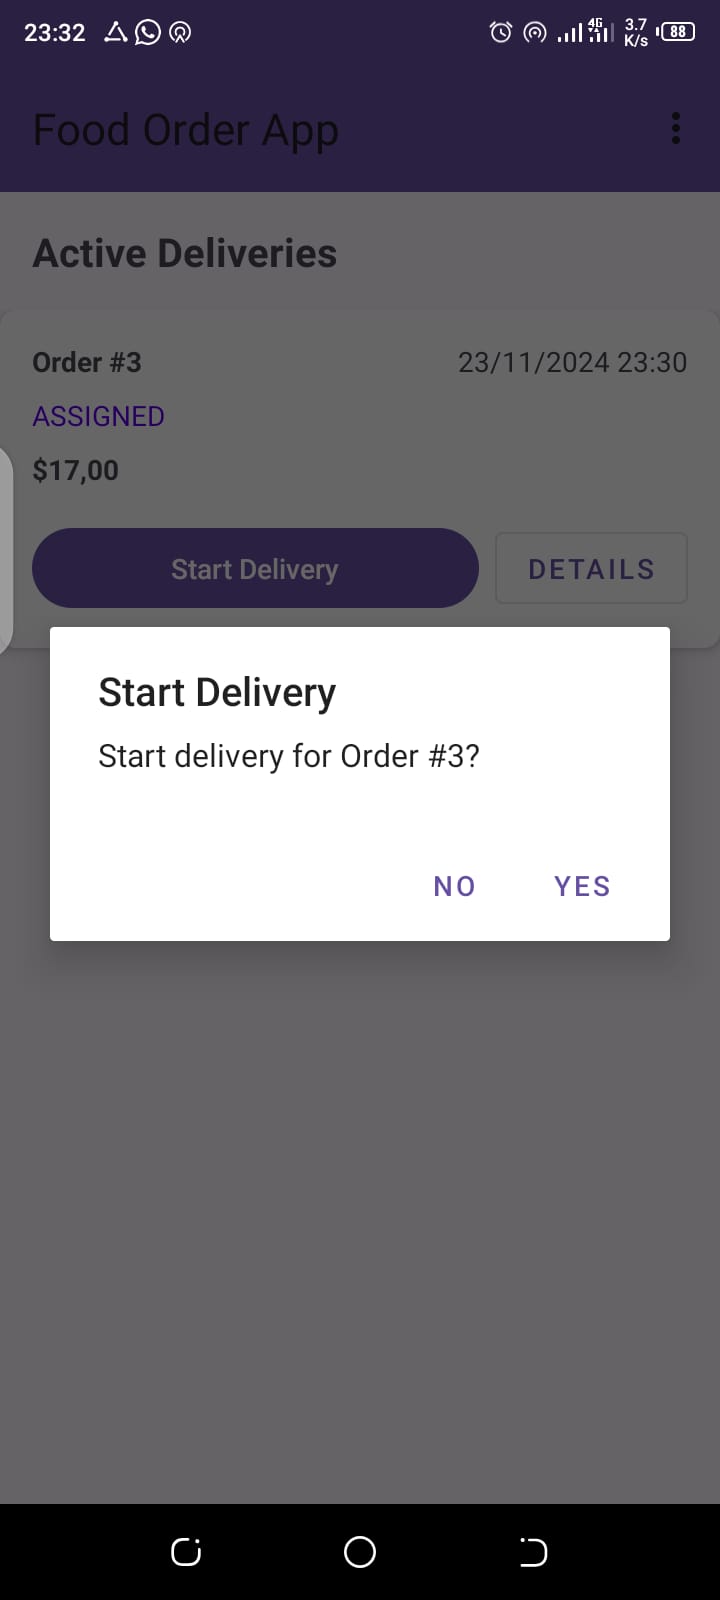 23:32 4G 3.7 K/s 88
Food Order App
Active Deliveries
Order #3 23/11/2024 23:30
ASSIGNED
$17,00
Start Delivery DETAILS
Start Delivery
Start delivery for Order #3?
NO YES